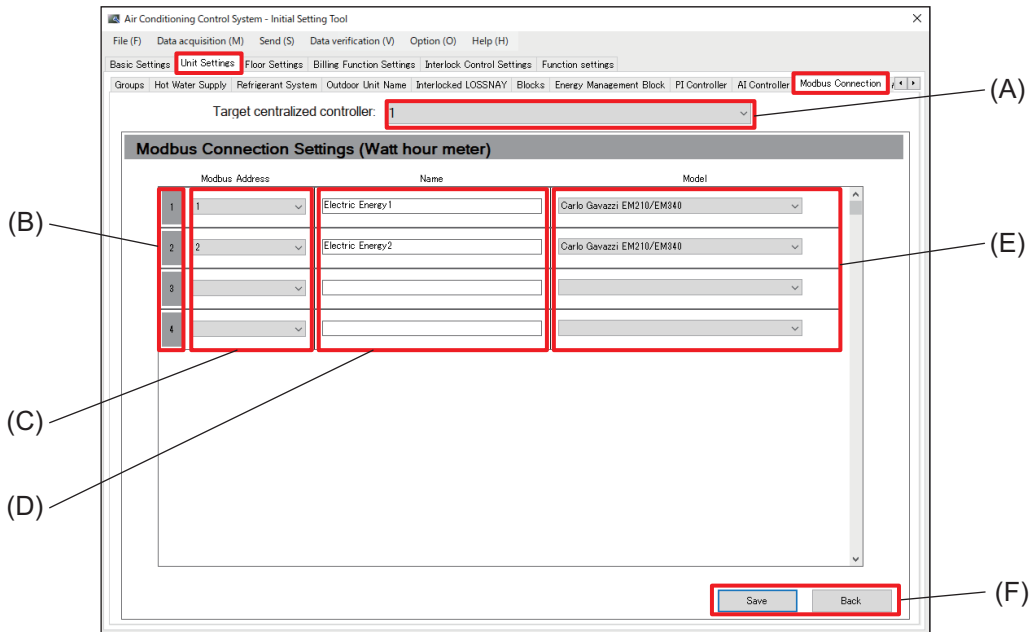 Air Conditioning Control System - Initial Setting Tool
File (F) Data acquisition (M) Send (S) Data verification (V) Option (O) Help (H)
Basic Settings Unit Settings Floor Settings Billing Function Settings Interlock Control Settings Function settings
Groups Hot Water Supply Refrigerant System Outdoor Unit Name Interlocked LOSSNAY Blocks Energy Management Block PI Controller AI Controller Modbus Connection
(A)
Target centralized controller: 1
Modbus Connection Settings (Watt hour meter)
Modbus Address Name Model
(B)
1 1 Electric Energy1 Carlo Gavazzi EM210/EM340
2 2 Electric Energy2 Carlo Gavazzi EM210/EM340
(E)
3
4
(C)
(D)
Save Back
(F)